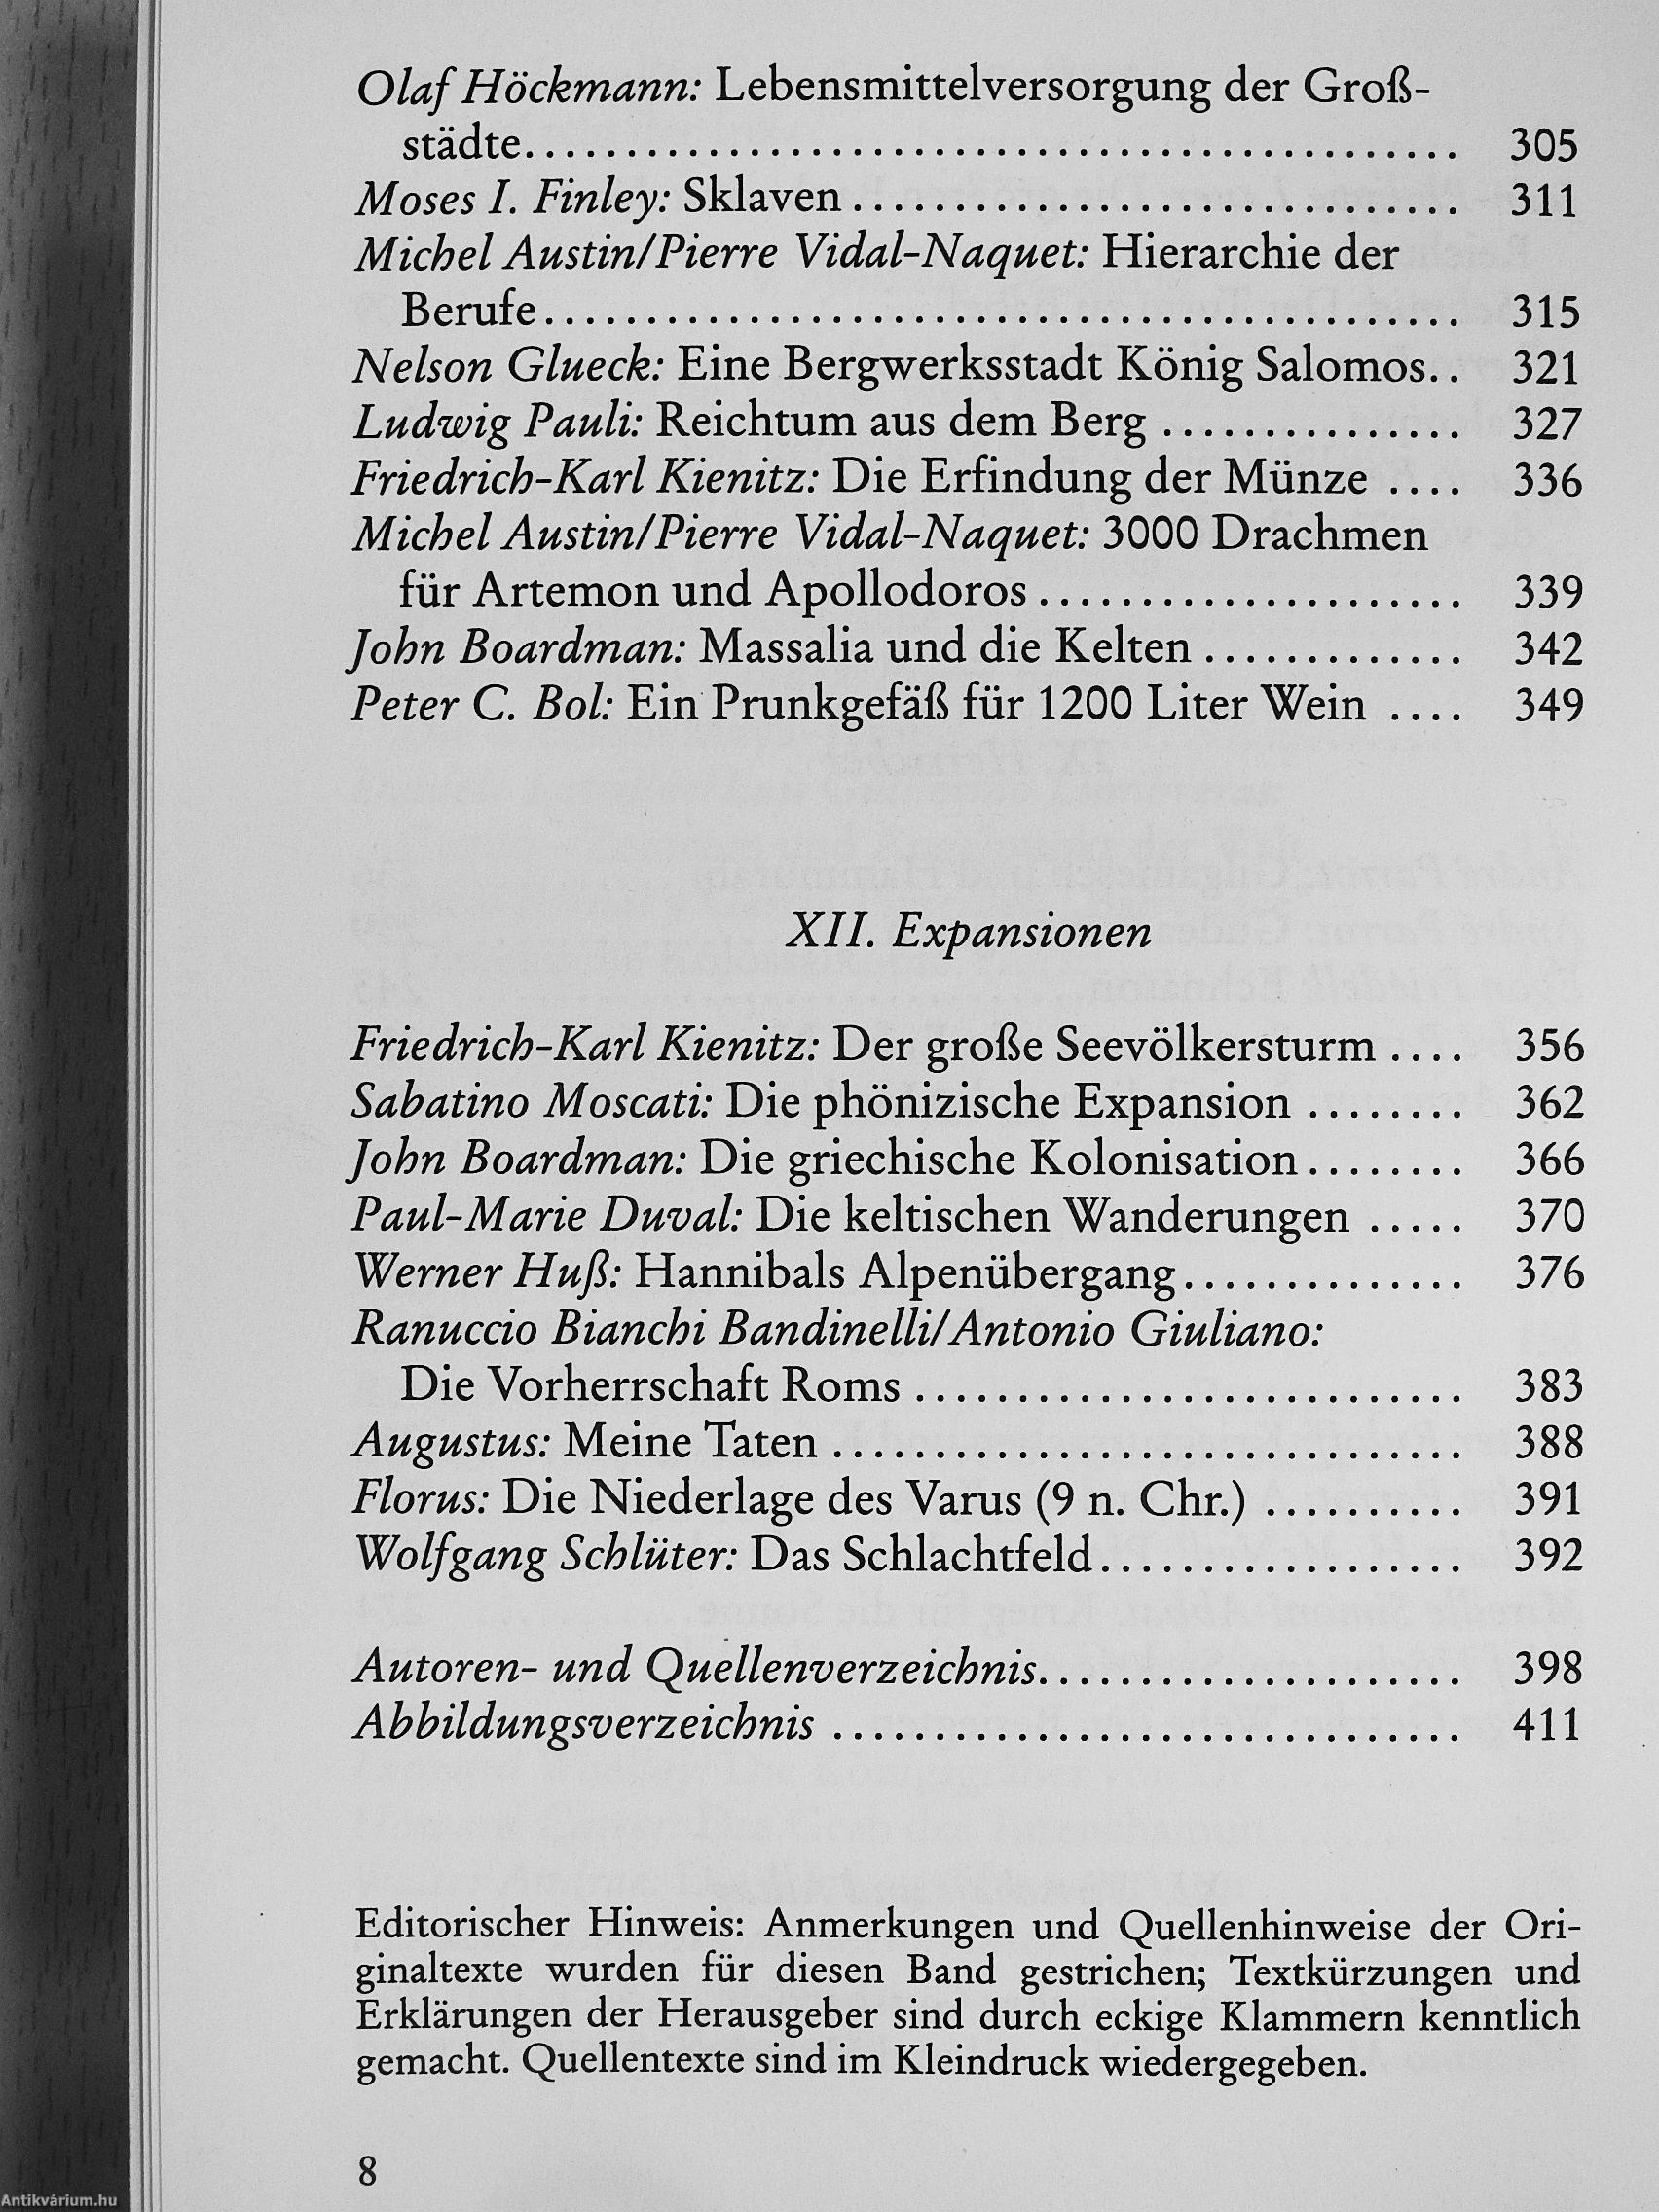 Olaf Höckmann: Lebensmittelversorgung der Groß-
städte............................................... 305
Moses I. Finley: Sklaven ............................... 311
Michel Austin/Pierre Vidal-Naquet: Hierarchie der
Berufe.............................................. 315
Nelson Glueck: Eine Bergwerksstadt König Salomos.. 321
Ludwig Pauli: Reichtum aus dem Berg ............... 327
Friedrich-Karl Kienitz: Die Erfindung der Münze .... 336
Michel Austin/Pierre Vidal-Naquet: 3000 Drachmen
für Artemon und Apollodoros ..................... 339
John Boardman: Massalia und die Kelten ............. 342
Peter C. Bol: Ein Prunkgefäß für 1200 Liter Wein .... 349
XII. Expansionen
Friedrich-Karl Kienitz: Der große Seevölkersturm .... 356
Sabatino Moscati: Die phönizische Expansion ........ 362
John Boardman: Die griechische Kolonisation ........ 366
Paul-Marie Duval: Die keltischen Wanderungen ..... 370
Werner Huß: Hannibals Alpenübergang.............. 376
Ranuccio Bianchi Bandinelli/Antonio Giuliano:
Die Vorherrschaft Roms ........................... 383
Augustus: Meine Taten ............................... 388
Florus: Die Niederlage des Varus (9 n. Chr.) .......... 391
Wolfgang Schlüter: Das Schlachtfeld.................. 392
Autoren- und Quellenverzeichnis..................... 398
Abbildungsverzeichnis ............................... 411
Editorischer Hinweis: Anmerkungen und Quellenhinweise der Ori-
ginaltexte wurden für diesen Band gestrichen; Textkürzungen und
Erklärungen der Herausgeber sind durch eckige Klammern kenntlich
gemacht. Quellentexte sind im Kleindruck wiedergegeben.
8
Antikvárium.hu